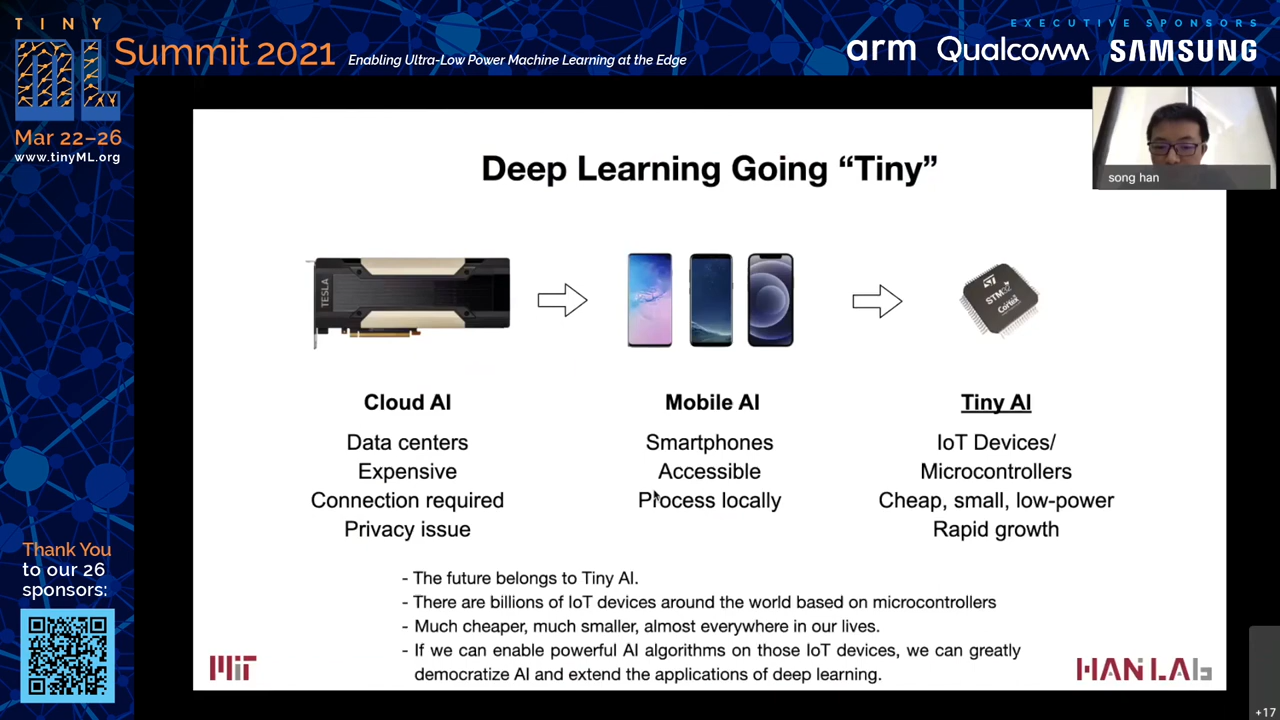 TINY
ML
Summit 2021
Enabling Ultra-Low Power Machine Learning at the Edge
EXECUTIVE SPONSORS
arm Qualcomm SAMSUNG
Mar 22–26
www.tinyML.org
song han
Deep Learning Going “Tiny”
TESLA
STM32
Cortex
Cloud AI
Data centers
Expensive
Connection required
Privacy issue
Mobile AI
Smartphones
Accessible
Process locally
Tiny AI
IoT Devices/
Microcontrollers
Cheap, small, low-power
Rapid growth
- The future belongs to Tiny AI.
- There are billions of IoT devices around the world based on microcontrollers
- Much cheaper, much smaller, almost everywhere in our lives.
- If we can enable powerful AI algorithms on those IoT devices, we can greatly
democratize AI and extend the applications of deep learning.
Thank You
to our 26
sponsors:
MIT
HAN LAB
+17